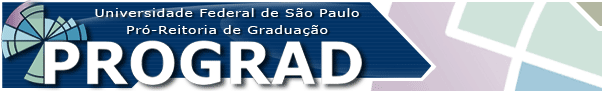 Universidade Federal de São Paulo
Pró-Reitoria de Graduação
PROGRAD